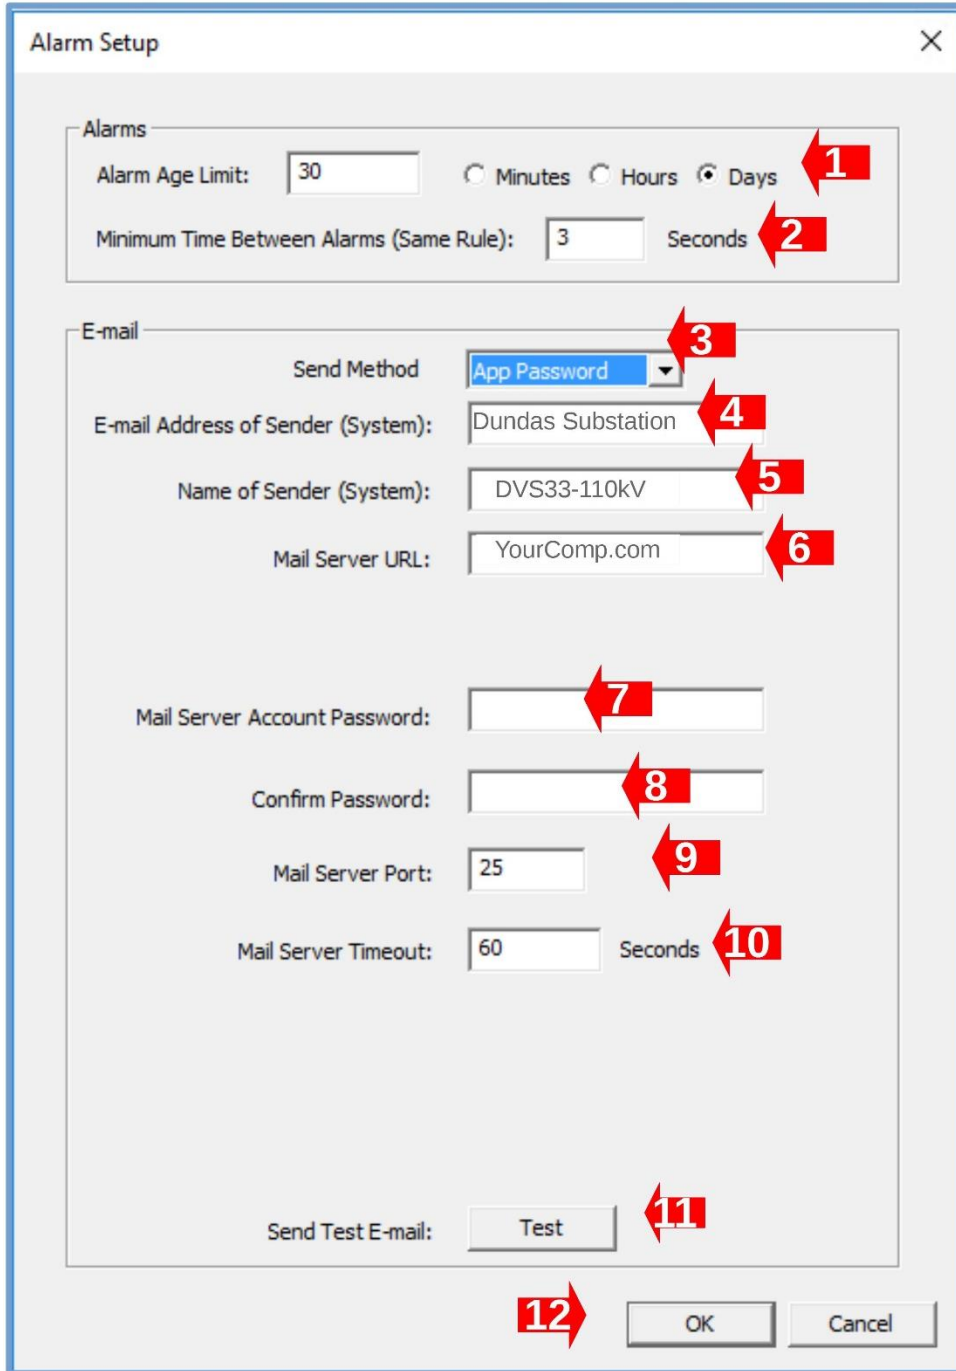 Alarm Setup
Alarms
Alarm Age Limit: 30 Minutes Hours Days 1
Minimum Time Between Alarms (Same Rule): 3 Seconds 2
E-mail
3
Send Method App Password
E-mail Address of Sender (System): Dundas Substation 4
Name of Sender (System): DVS33-110kV 5
Mail Server URL: YourComp.com 6
Mail Server Account Password: 7
Confirm Password: 8
Mail Server Port: 25 9
Mail Server Timeout: 60 Seconds 10
Send Test E-mail: Test 11
12 OK Cancel